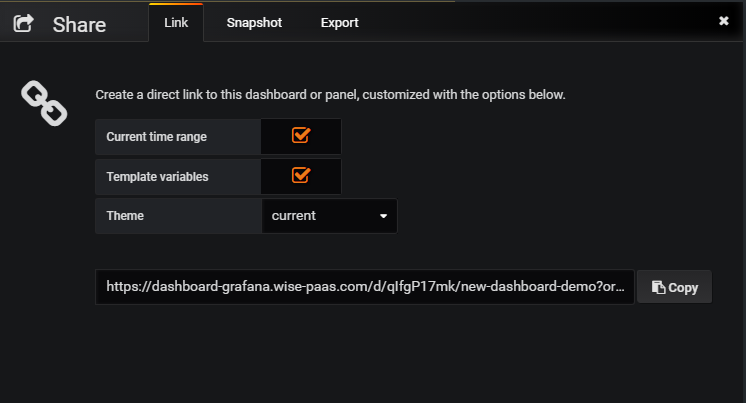 Share
Link
Snapshot
Export
Create a direct link to this dashboard or panel, customized with the options below.
Current time range
Template variables
Theme
current
https://dashboard-grafana.wise-paas.com/d/qIfgP17mk/new-dashboard-demo?or...
Copy